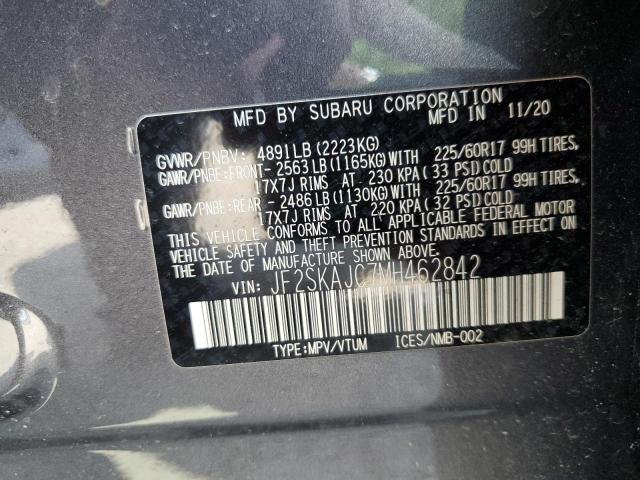 MFD BY SUBARU CORPORATION
MFD IN 11/20
GVWR/PNBV: 4891LB (2223KG)
GAWR/PNBE:FRONT- 2563LB (1165KG) WITH 225/60R17 99H TIRES,
17X7J RIMS AT 230 KPA ( 33 PSI) COLD
GAWR/PNBE:REAR - 2486LB (1130KG) WITH 225/60R17 99H TIRES,
17X7J RIMS AT 220 KPA ( 32 PSI) COLD
THIS VEHICLE CONFORMS TO ALL APPLICABLE FEDERAL MOTOR
VEHICLE SAFETY AND THEFT PREVENTION STANDARDS IN EFFECT ON
THE DATE OF MANUFACTURE SHOWN ABOVE.
VIN: JF2SKAJC7MH462842
TYPE:MPV/VTUM ICES/NMB-002